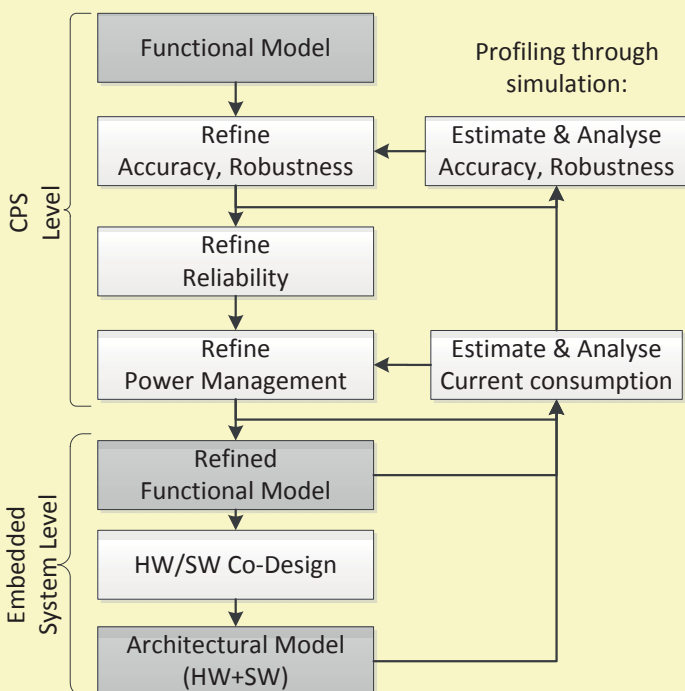 Functional Model
Profiling through
simulation:
Refine
Accuracy, Robustness
Estimate & Analyse
Accuracy, Robustness
CPS
Level
Refine
Reliability
Refine
Power Management
Estimate & Analyse
Current consumption
Embedded
System Level
Refined
Functional Model
HW/SW Co-Design
Architectural Model
(HW+SW)